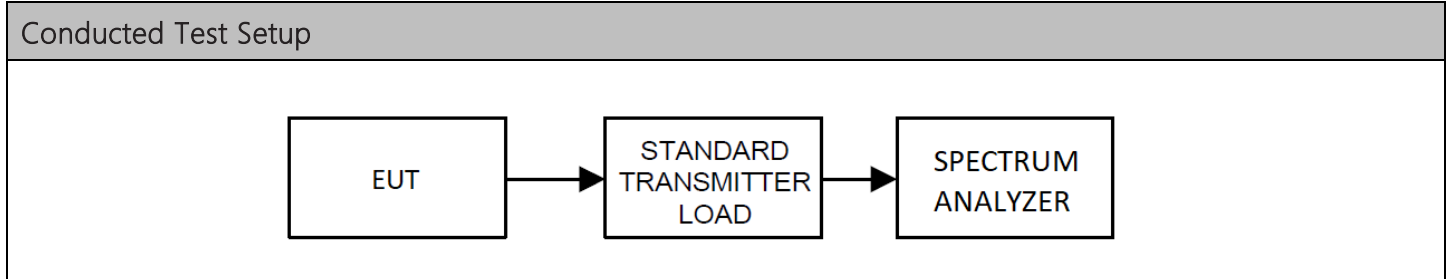 Conducted Test Setup
EUT
STANDARD
TRANSMITTER
LOAD
SPECTRUM
ANALYZER